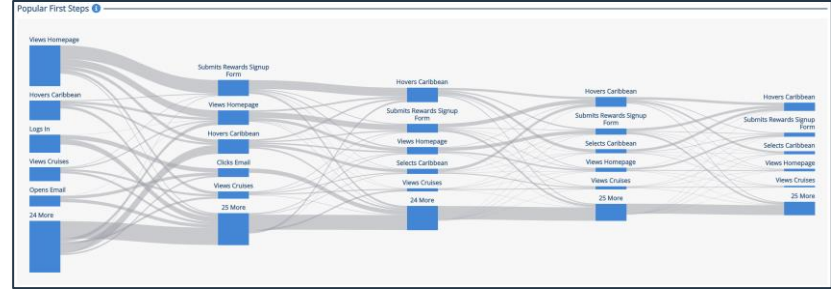 Popular First Steps
Views Homepage
Hovers Caribbean
Logs In
Views Cruises
Opens Email
24 More
Submits Rewards Signup
Form
Views Homepage
Hovers Caribbean
Clicks Email
Views Cruises
25 More
Hovers Caribbean
Submits Rewards Signup
Form
Views Homepage
Selects Caribbean
Views Cruises
24 More
Hovers Caribbean
Submits Rewards Signup
Form
Selects Caribbean
Views Homepage
Views Cruises
25 More
Hovers Caribbean
Submits Rewards Signup
Form
Selects Caribbean
Views Homepage
Views Cruises
25 More